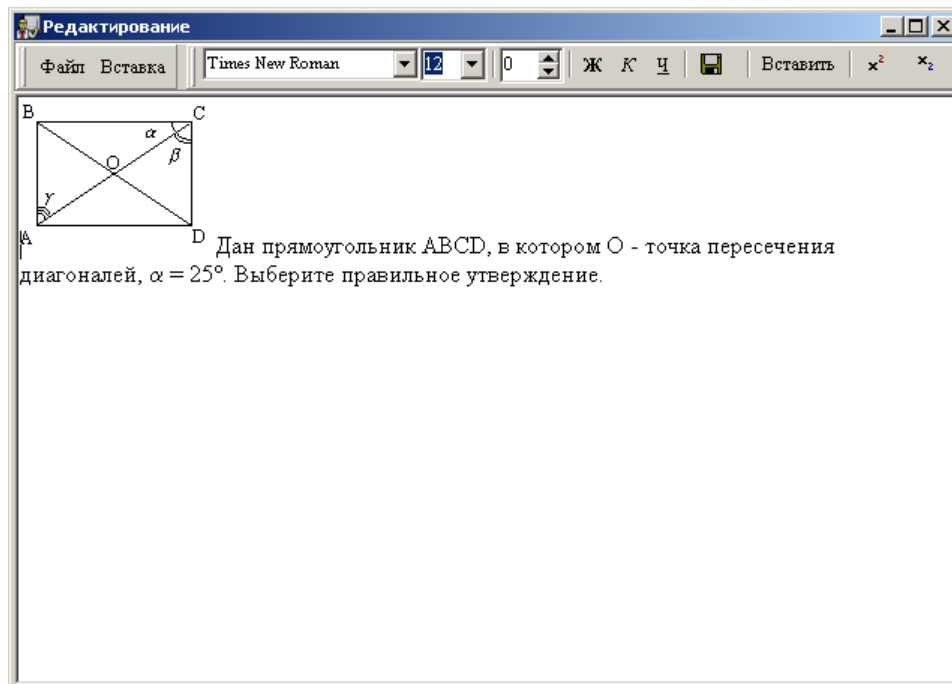 Редактирование
Файл Вставка Times New Roman 12 0 Ж К Ч Вставить x² x₂
B C
α
β
O
γ
A D Дан прямоугольник ABCD, в котором O - точка пересечения
диагоналей, α = 25°. Выберите правильное утверждение.